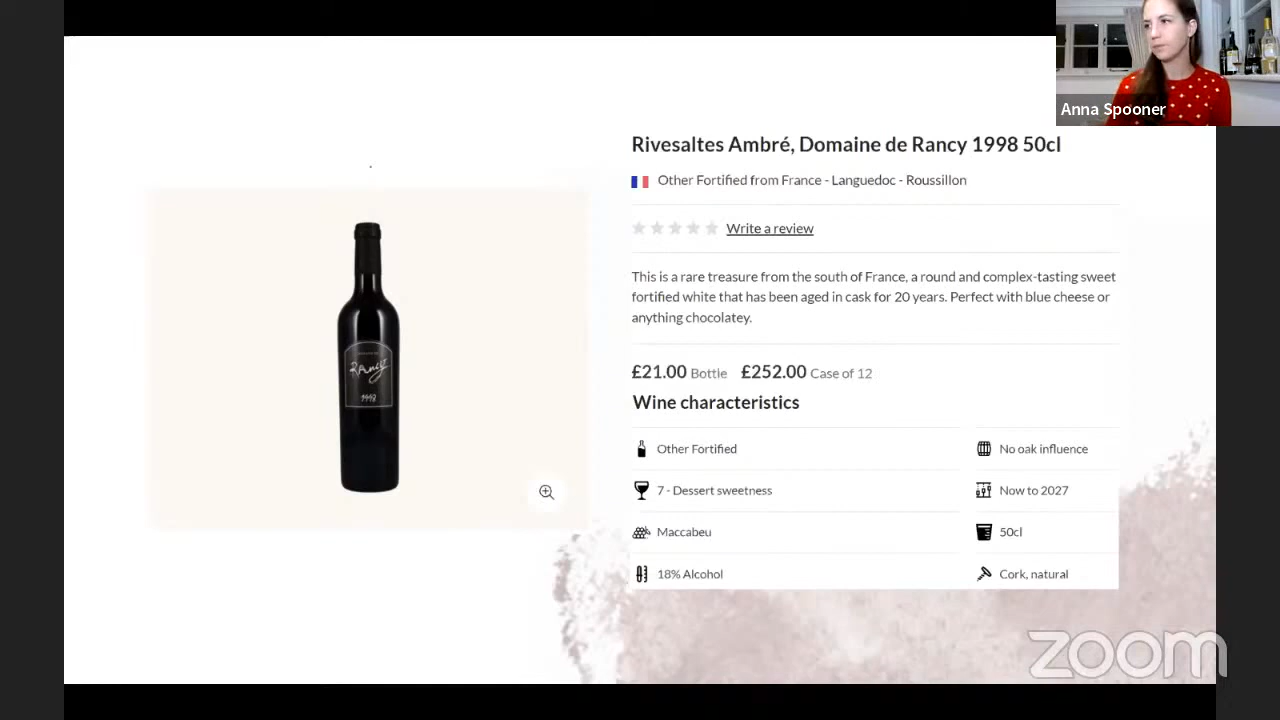 Anna Spooner
Rivesaltes Ambré, Domaine de Rancy 1998 50cl
Other Fortified from France - Languedoc - Roussillon
Write a review
This is a rare treasure from the south of France, a round and complex-tasting sweet
fortified white that has been aged in cask for 20 years. Perfect with blue cheese or
anything chocolatey.
£21.00 Bottle £252.00 Case of 12
Wine characteristics
Other Fortified
No oak influence
7 - Dessert sweetness
Now to 2027
Maccabeu
50cl
18% Alcohol
Cork, natural
Rancy
1998
zoom